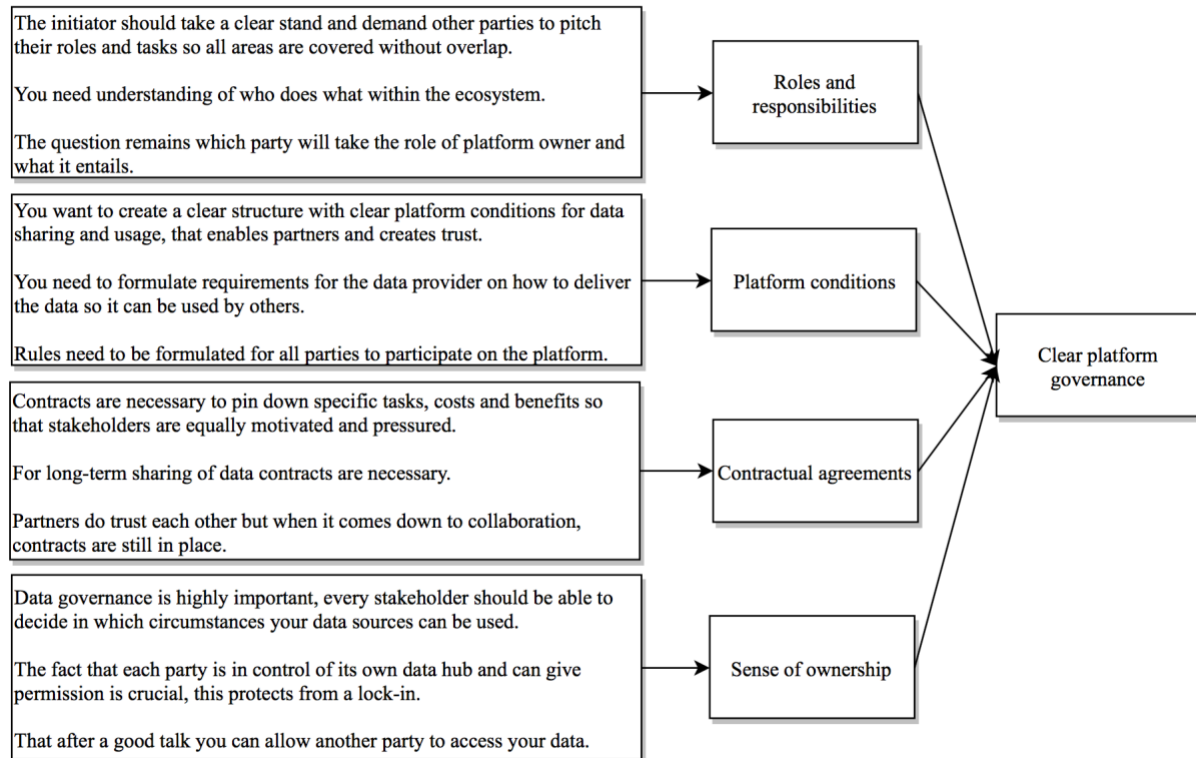 The initiator should take a clear stand and demand other parties to pitch
their roles and tasks so all areas are covered without overlap.
You need understanding of who does what within the ecosystem.
The question remains which party will take the role of platform owner and
what it entails.
Roles and
responsibilities
You want to create a clear structure with clear platform conditions for data
sharing and usage, that enables partners and creates trust.
You need to formulate requirements for the data provider on how to deliver
the data so it can be used by others.
Rules need to be formulated for all parties to participate on the platform.
Platform conditions
Contracts are necessary to pin down specific tasks, costs and benefits so
that stakeholders are equally motivated and pressured.
For long-term sharing of data contracts are necessary.
Partners do trust each other but when it comes down to collaboration,
contracts are still in place.
Contractual agreements
Data governance is highly important, every stakeholder should be able to
decide in which circumstances your data sources can be used.
The fact that each party is in control of its own data hub and can give
permission is crucial, this protects from a lock-in.
That after a good talk you can allow another party to access your data.
Sense of ownership
Clear platform
governance